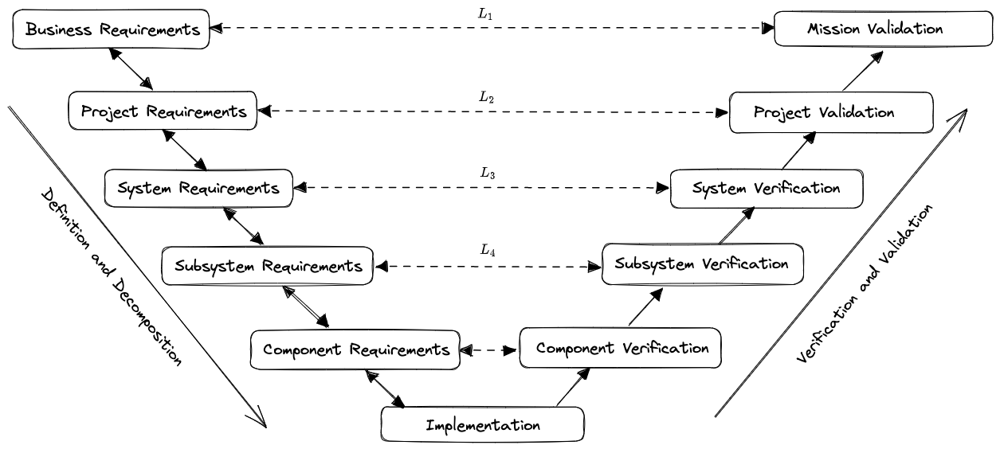 L₁
Business Requirements
Mission Validation
L₂
Project Requirements
Project Validation
L₃
System Requirements
System Verification
Definition and Decomposition
Verification and Validation
L₄
Subsystem Requirements
Subsystem Verification
Component Requirements
Component Verification
Implementation